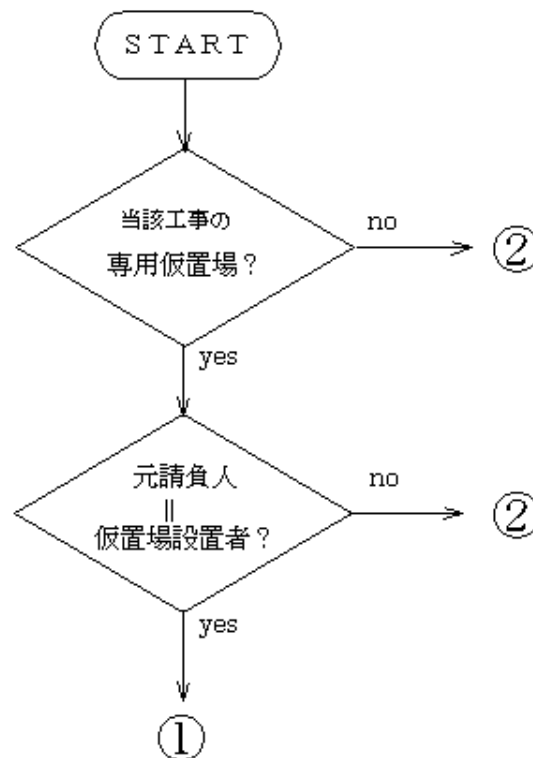 START
当該工事の
専用仮置場？
no
②
yes
元請負人
||
仮置場設置者？
no
②
yes
①